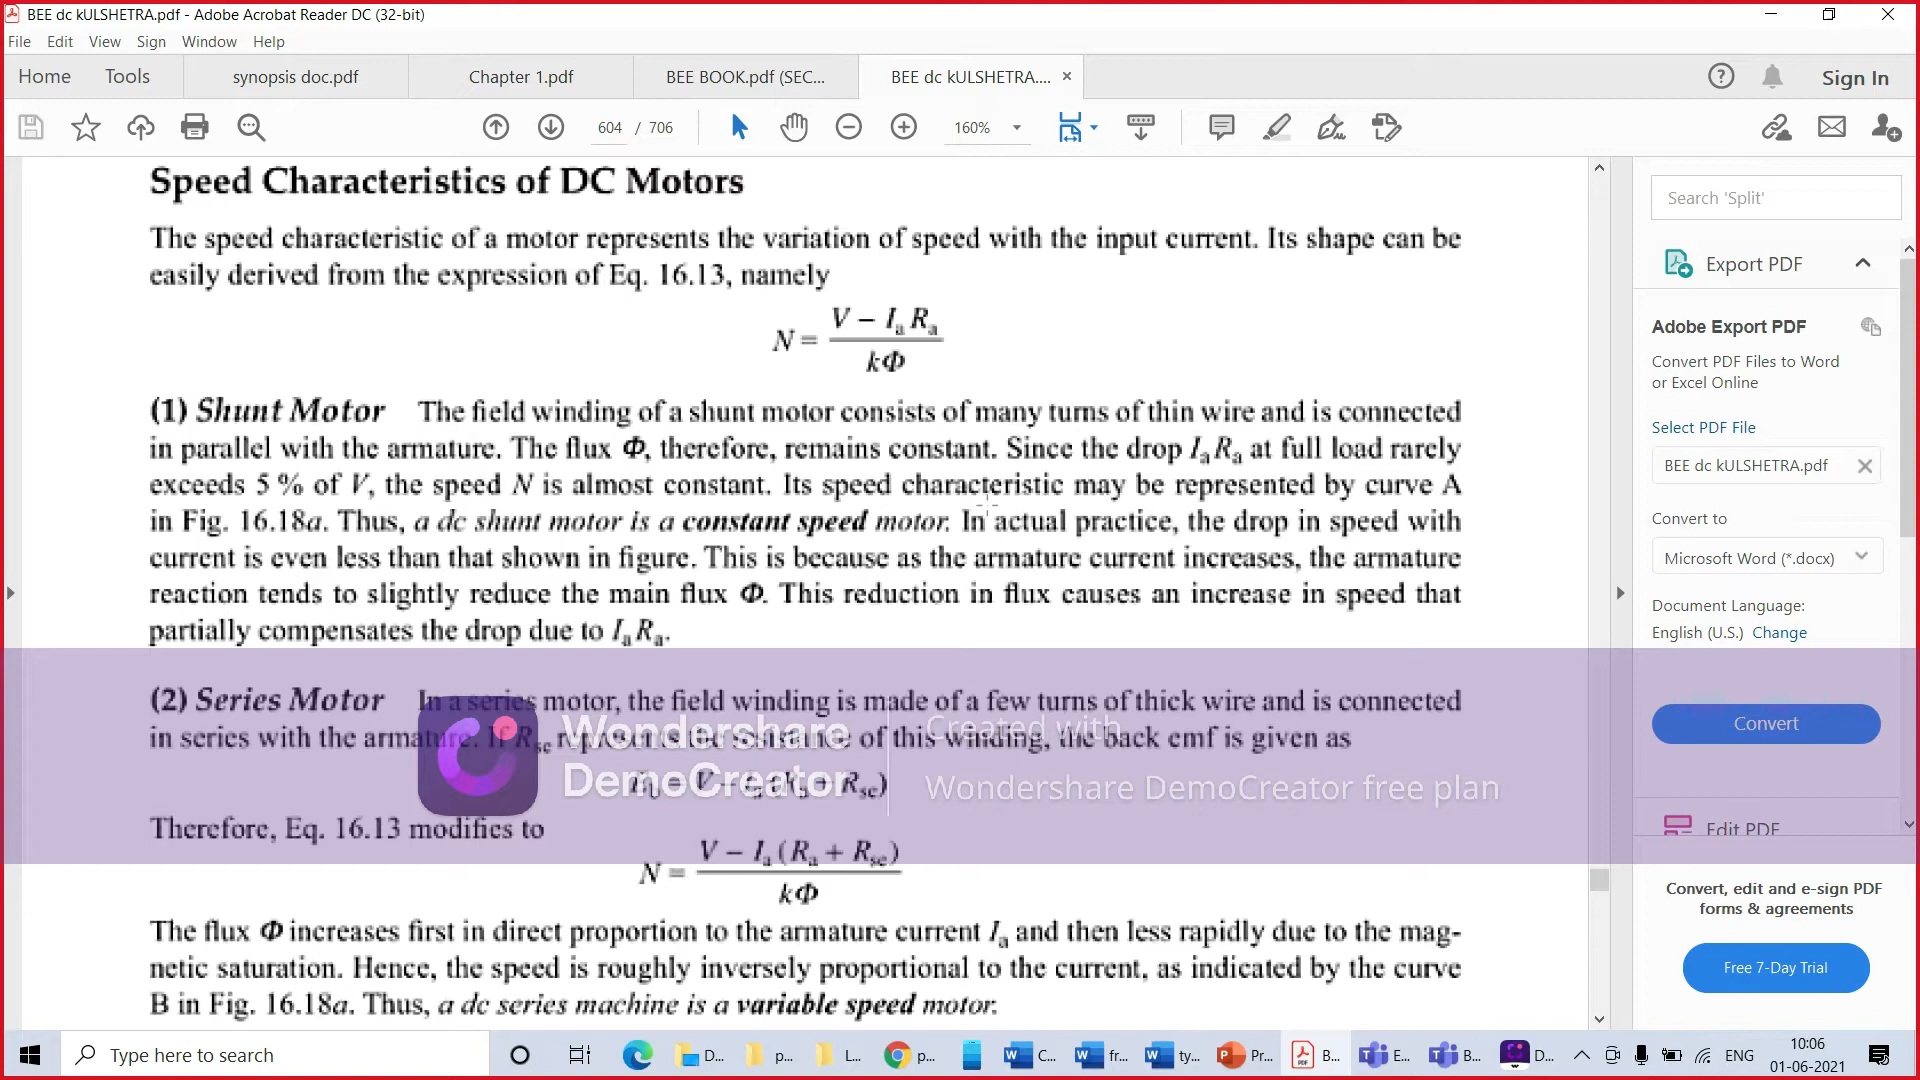 BEE dc kULSHETRA.pdf - Adobe Acrobat Reader DC (32-bit)
File Edit View Sign Window Help
Home Tools synopsis doc.pdf Chapter 1.pdf BEE BOOK.pdf (SEC... BEE dc kULSHETRA.... × Sign In
604 / 706 160%
Speed Characteristics of DC Motors
The speed characteristic of a motor represents the variation of speed with the input current. Its shape can be
easily derived from the expression of Eq. 16.13, namely
N = (V – IₐRₐ) / kΦ
(1) Shunt Motor The field winding of a shunt motor consists of many turns of thin wire and is connected
in parallel with the armature. The flux Φ, therefore, remains constant. Since the drop IₐRₐ at full load rarely
exceeds 5 % of V, the speed N is almost constant. Its speed characteristic may be represented by curve A
in Fig. 16.18a. Thus, a dc shunt motor is a constant speed motor. In actual practice, the drop in speed with
current is even less than that shown in figure. This is because as the armature current increases, the armature
reaction tends to slightly reduce the main flux Φ. This reduction in flux causes an increase in speed that
partially compensates the drop due to IₐRₐ.
(2) Series Motor In a series motor, the field winding is made of a few turns of thick wire and is connected
in series with the armature. If Rse represents the resistance of this winding, the back emf is given as
Eb = V – Iₐ(Rₐ + Rse)
Therefore, Eq. 16.13 modifies to
N = (V – Iₐ(Rₐ + Rse)) / kΦ
The flux Φ increases first in direct proportion to the armature current Iₐ and then less rapidly due to the mag-
netic saturation. Hence, the speed is roughly inversely proportional to the current, as indicated by the curve
B in Fig. 16.18a. Thus, a dc series machine is a variable speed motor.
Wondershare
DemoCreator
Created with
Wondershare DemoCreator free plan
Search 'Split'
Export PDF
Adobe Export PDF
Convert PDF Files to Word
or Excel Online
Select PDF File
BEE dc kULSHETRA.pdf
Convert to
Microsoft Word (*.docx)
Document Language:
English (U.S.) Change
Convert
Edit PDF
Convert, edit and e-sign PDF
forms & agreements
Free 7-Day Trial
Type here to search
D... p... L... p... C... fr... ty... Pr... B... E... B... D... ENG
10:06
01-06-2021